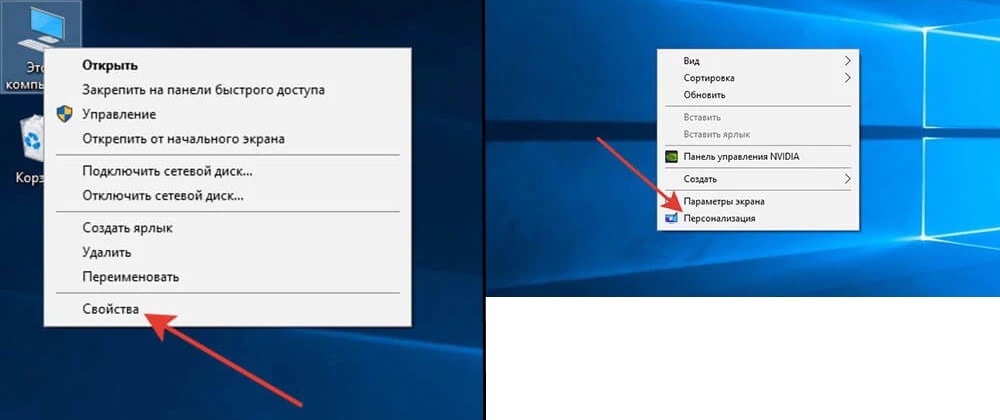 Это
компь
Корз
Открыть
Закрепить на панели быстрого доступа
Управление
Открепить от начального экрана
Подключить сетевой диск...
Отключить сетевой диск...
Создать ярлык
Удалить
Переименовать
Свойства
Вид
Сортировка
Обновить
Вставить
Вставить ярлык
Панель управления NVIDIA
Создать
Параметры экрана
Персонализация